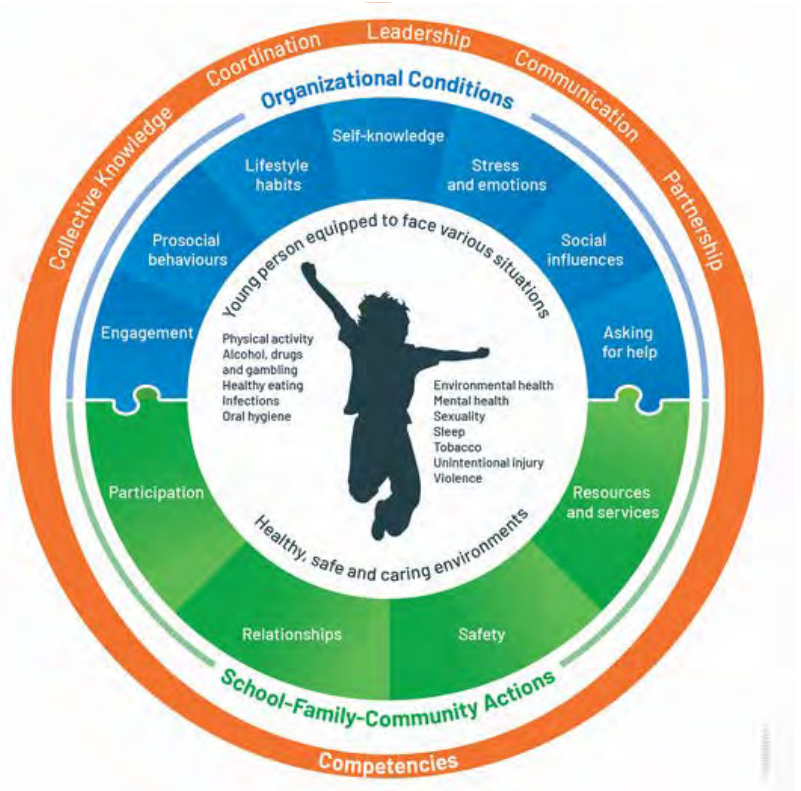 Collective Knowledge
Coordination
Leadership
Communication
Partnership
Organizational Conditions
Engagement
Prosocial
behaviours
Lifestyle
habits
Self-knowledge
Stress
and emotions
Social
influences
Asking
for help
Young person equipped to face various situations
Physical activity
Alcohol, drugs
and gambling
Healthy eating
Infections
Oral hygiene
Environmental health
Mental health
Sexuality
Sleep
Tobacco
Unintentional injury
Violence
Healthy, safe and caring environments
Participation
Relationships
Safety
Resources
and services
School-Family-Community Actions
Competencies